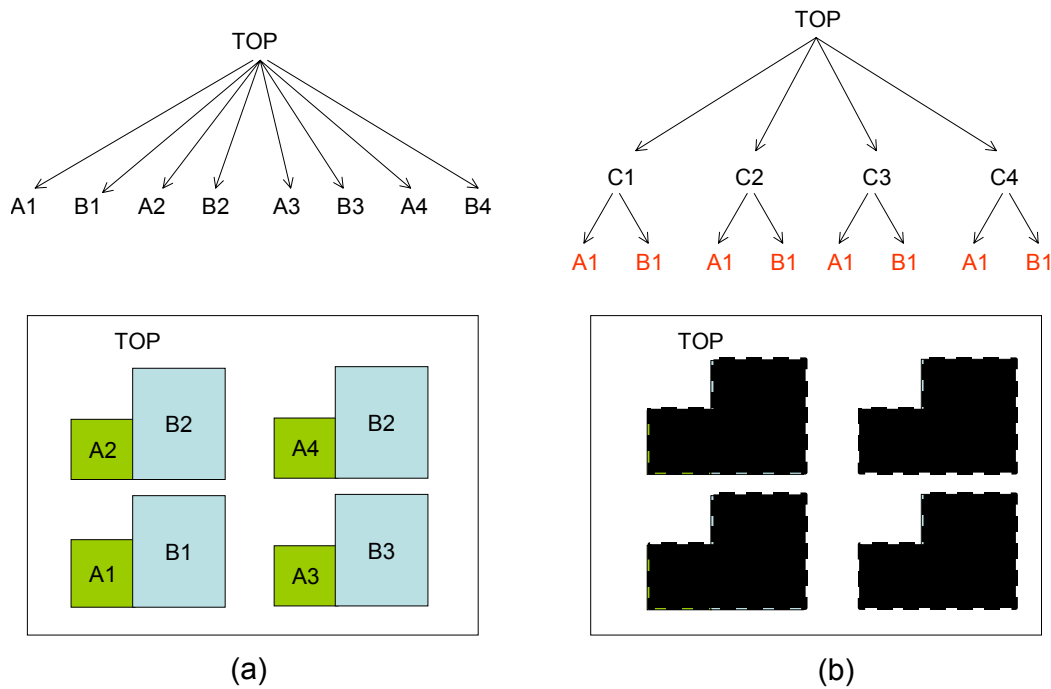 TOP
A1 B1 A2 B2 A3 B3 A4 B4
TOP
A2 B2 A4 B2
A1 B1 A3 B3
(a)
TOP
C1 C2 C3 C4
A1 B1 A1 B1 A1 B1 A1 B1
TOP
(b)